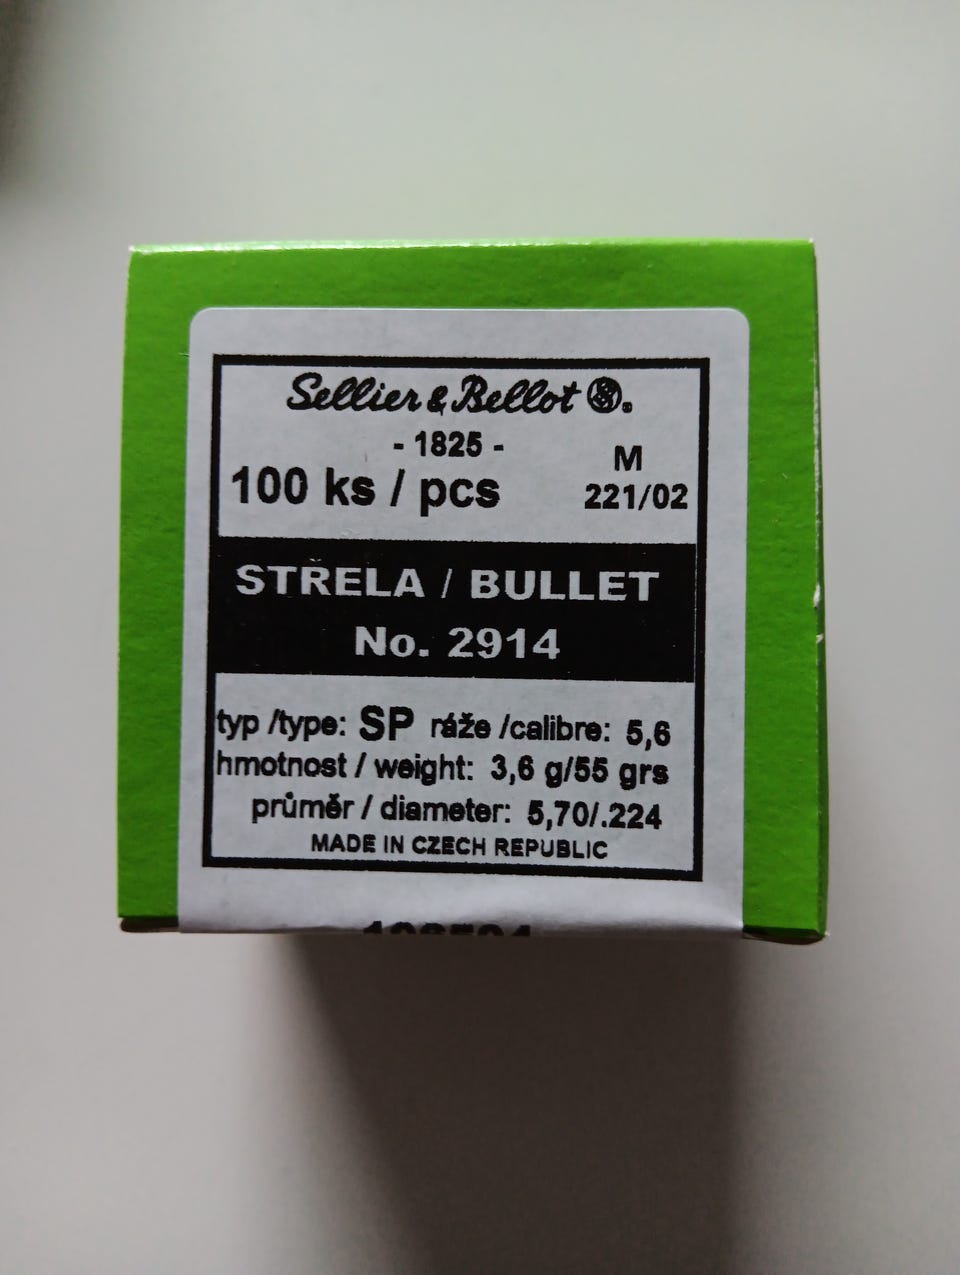 Sellier & Bellot
- 1825 -
M
100 ks / pcs
221/02
STŘELA / BULLET
No. 2914
typ /type: SP ráže /calibre: 5,6
hmotnost / weight: 3,6 g/55 grs
průměr / diameter: 5,70/.224
MADE IN CZECH REPUBLIC